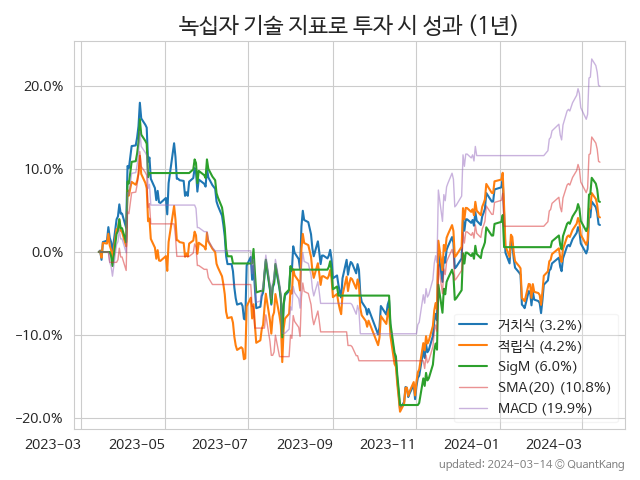 녹십자 기술 지표로 투자 시 성과 (1년)
20.0%
10.0%
0.0%
−10.0%
−20.0%
거치식 (3.2%)
적립식 (4.2%)
SigM (6.0%)
SMA(20) (10.8%)
MACD (19.9%)
2023-03
2023-05
2023-07
2023-09
2023-11
2024-01
2024-03
updated: 2024-03-14 © QuantKang